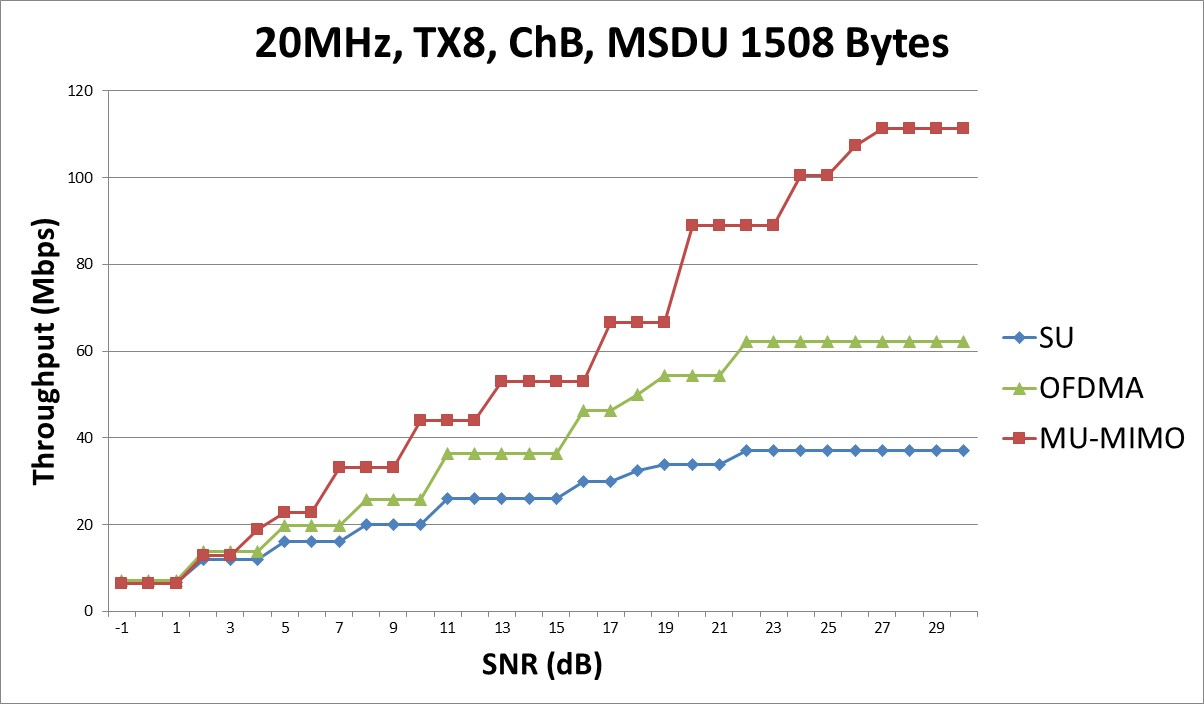 20MHz, TX8, ChB, MSDU 1508 Bytes
120
100
80
60
40
20
0
Throughput (Mbps)
-1 1 3 5 7 9 11 13 15 17 19 21 23 25 27 29
SNR (dB)
SU
OFDMA
MU-MIMO